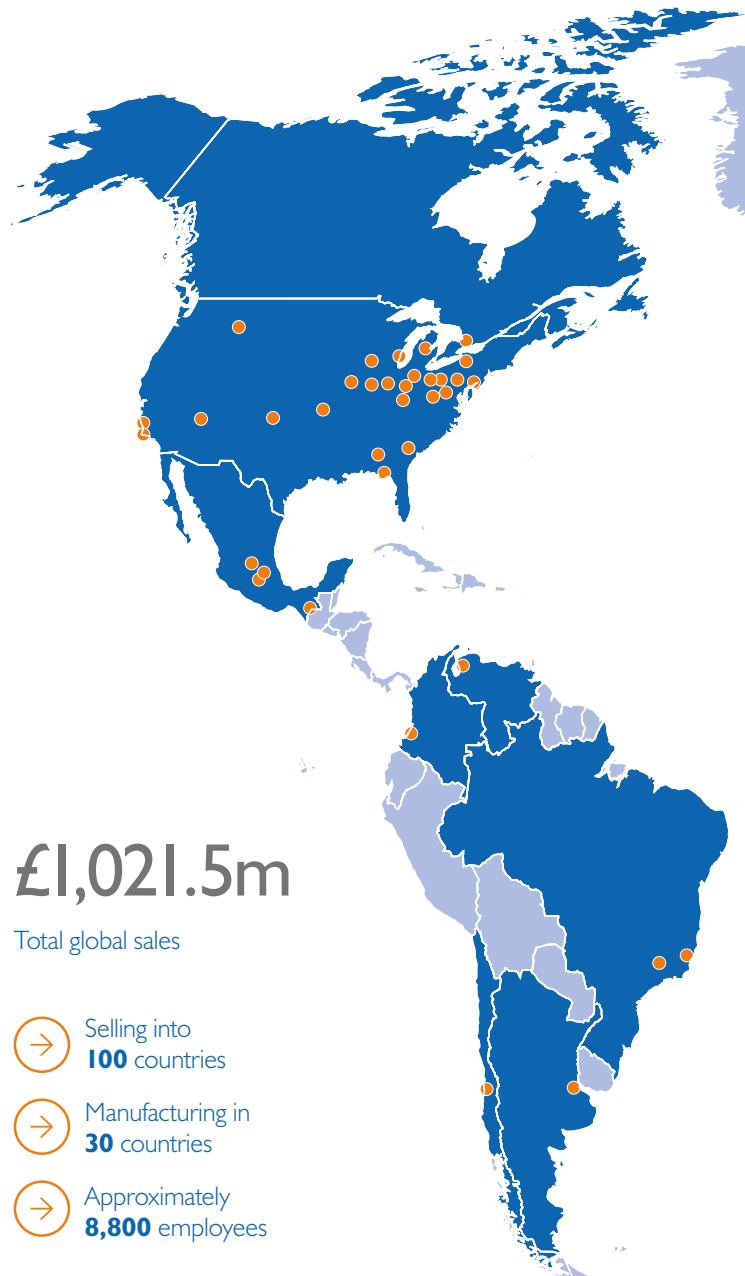 £1,021.5m
Total global sales
Selling into
100 countries
Manufacturing in
30 countries
Approximately
8,800 employees